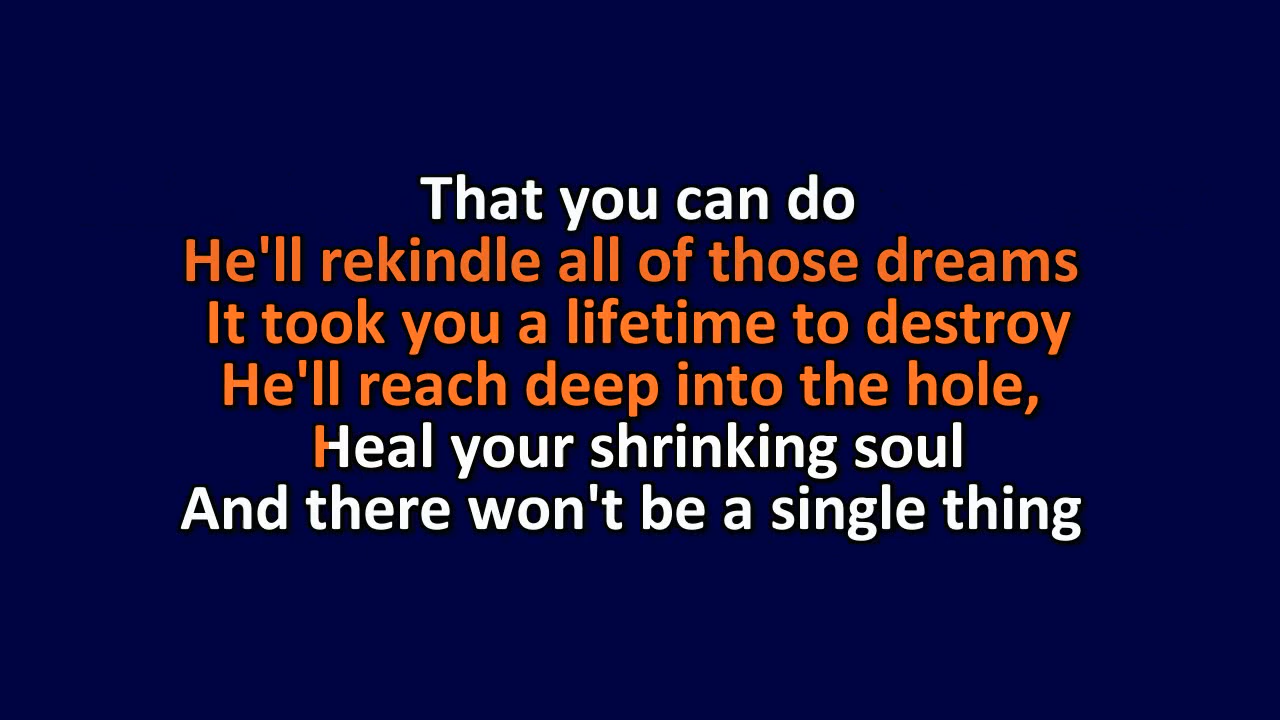 That you can do
He'll rekindle all of those dreams
It took you a lifetime to destroy
He'll reach deep into the hole,
Heal your shrinking soul
And there won't be a single thing